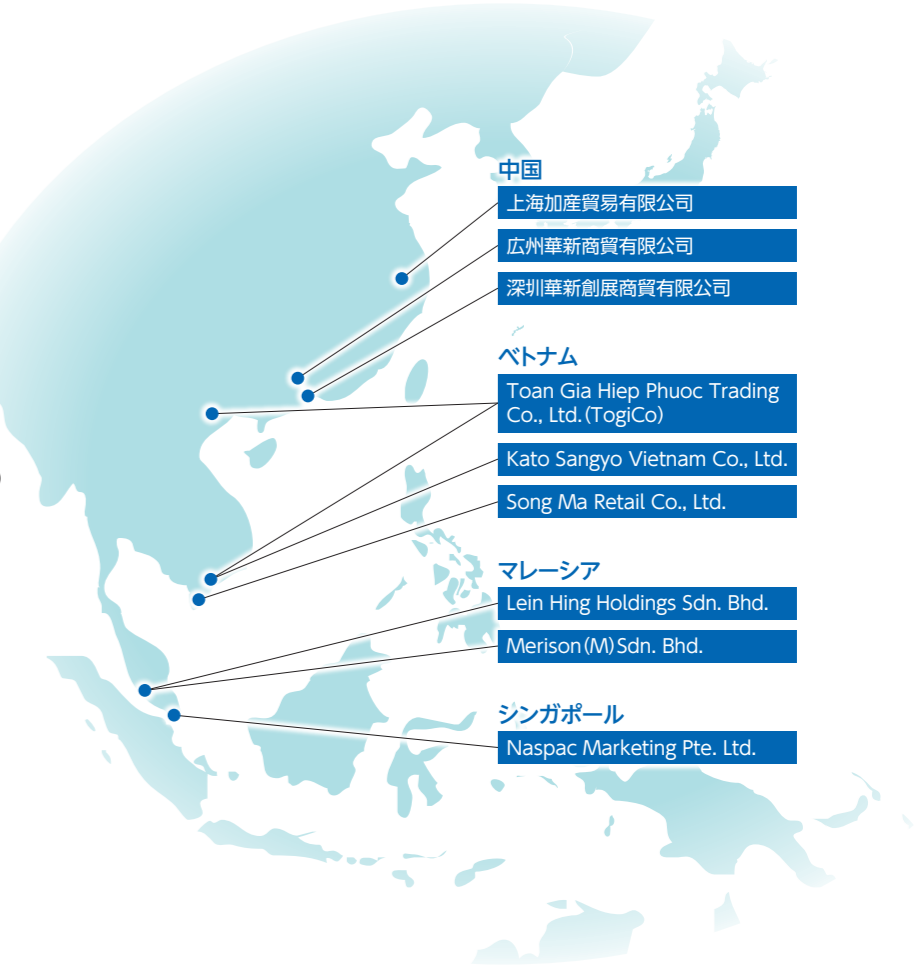 中国
上海加産貿易有限公司
広州華新商貿有限公司
深圳華新創展商貿有限公司
ベトナム
Toan Gia Hiep Phuoc Trading
Co., Ltd.(TogiCo)
Kato Sangyo Vietnam Co., Ltd.
Song Ma Retail Co., Ltd.
マレーシア
Lein Hing Holdings Sdn. Bhd.
Merison(M)Sdn. Bhd.
シンガポール
Naspac Marketing Pte. Ltd.